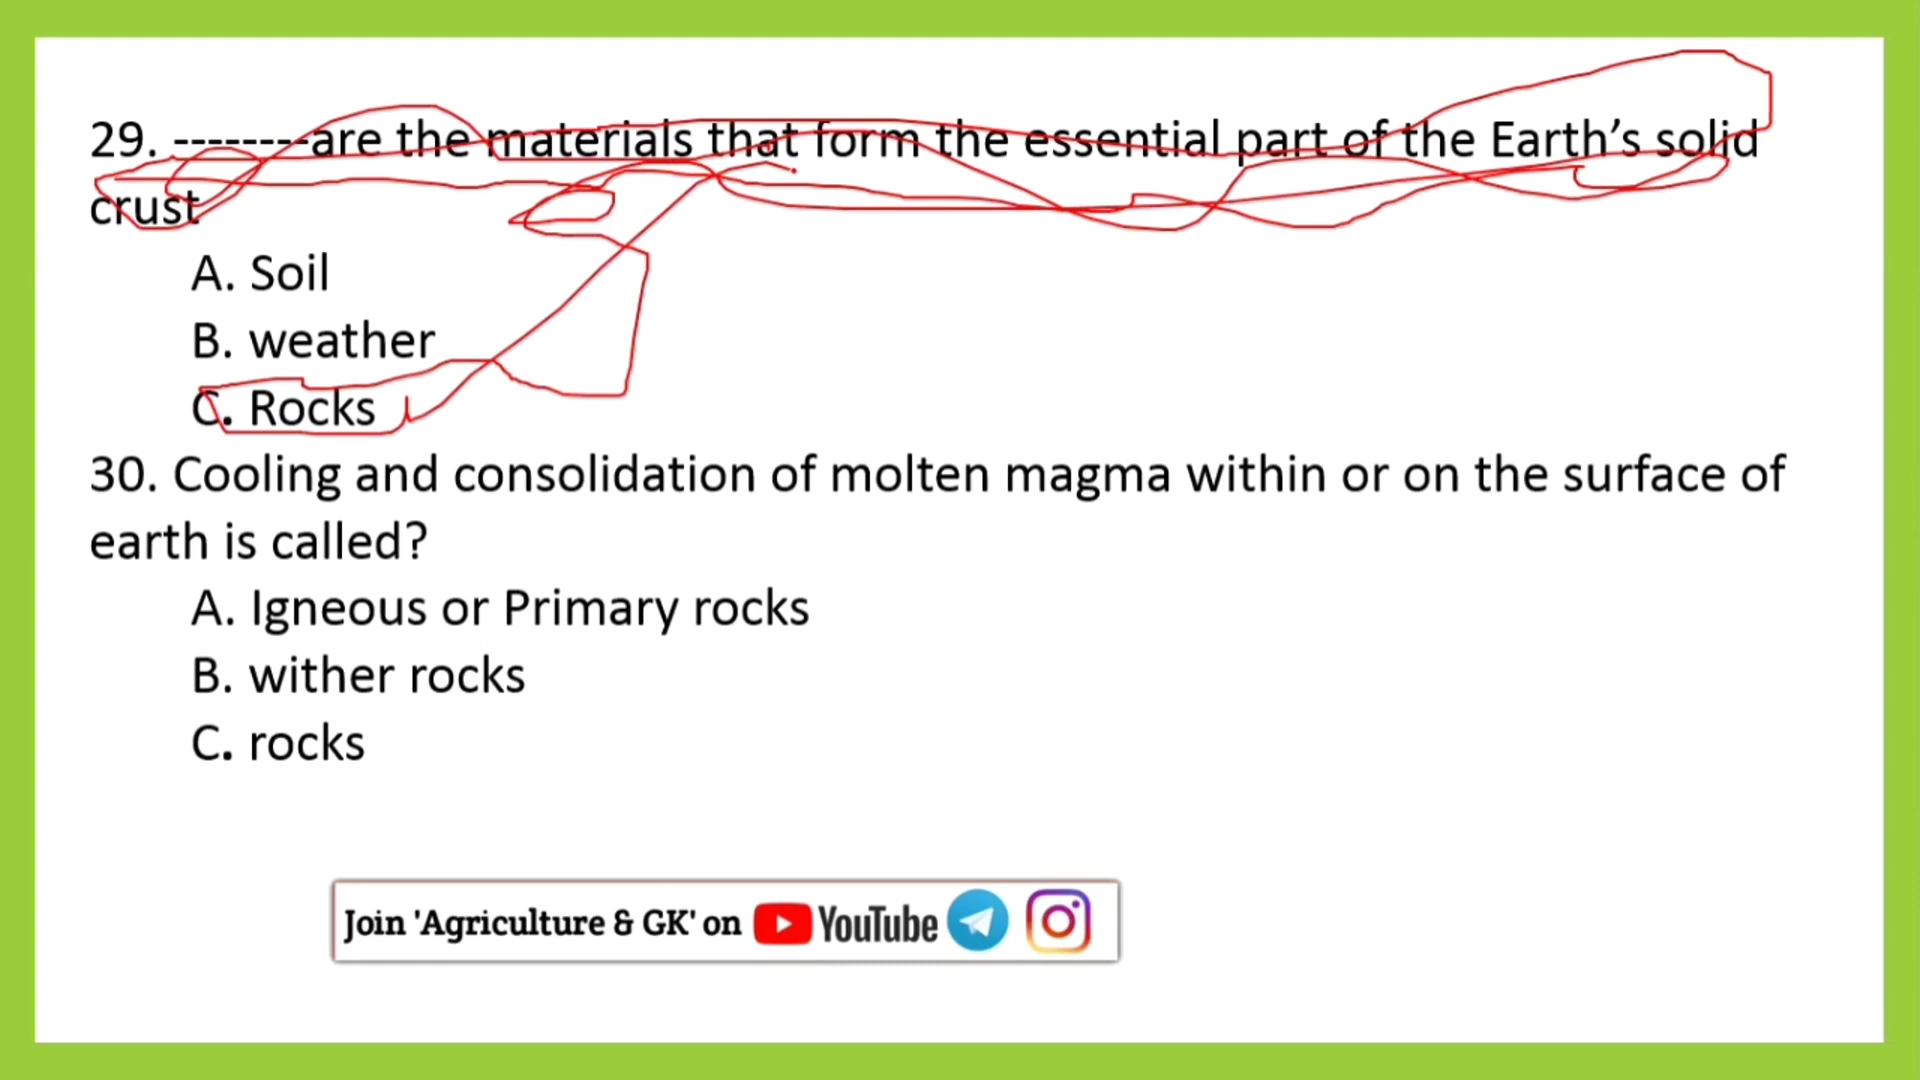 29. --------are the materials that form the essential part of the Earth’s solid
crust
A. Soil
B. weather
C. Rocks
30. Cooling and consolidation of molten magma within or on the surface of
earth is called?
A. Igneous or Primary rocks
B. wither rocks
C. rocks
Join 'Agriculture & GK' on YouTube